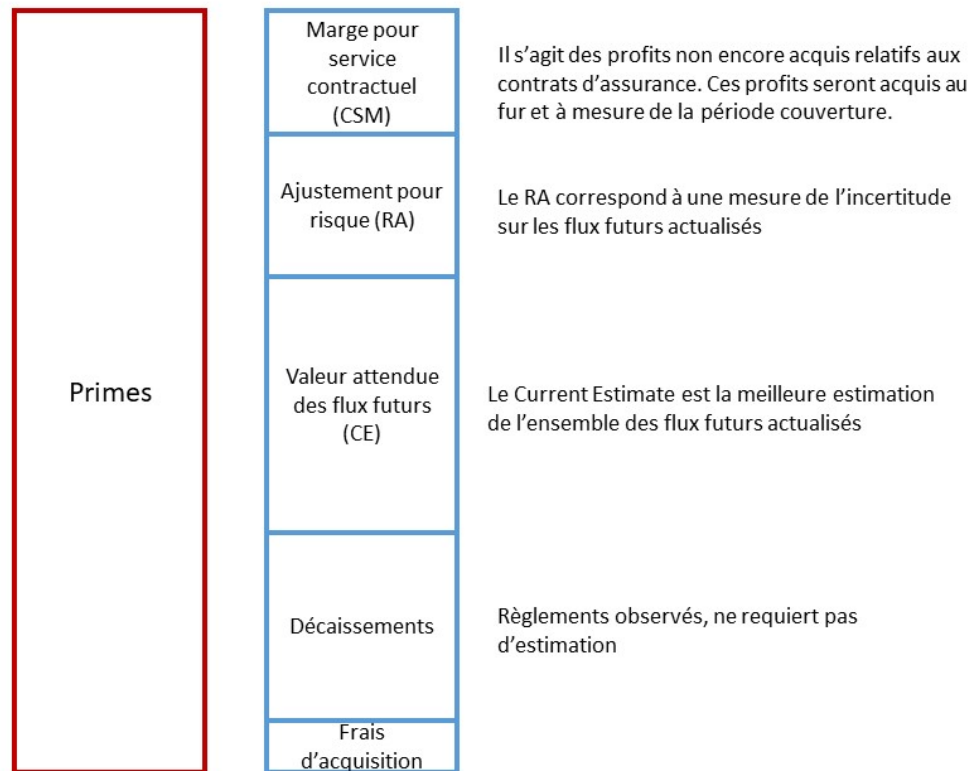 Primes
Marge pour
service
contractuel
(CSM)
Il s’agit des profits non encore acquis relatifs aux
contrats d’assurance. Ces profits seront acquis au
fur et à mesure de la période couverture.
Ajustement pour
risque (RA)
Le RA correspond à une mesure de l’incertitude
sur les flux futurs actualisés
Valeur attendue
des flux futurs
(CE)
Le Current Estimate est la meilleure estimation
de l’ensemble des flux futurs actualisés
Décaissements
Règlements observés, ne requiert pas
d’estimation
Frais
d’acquisition